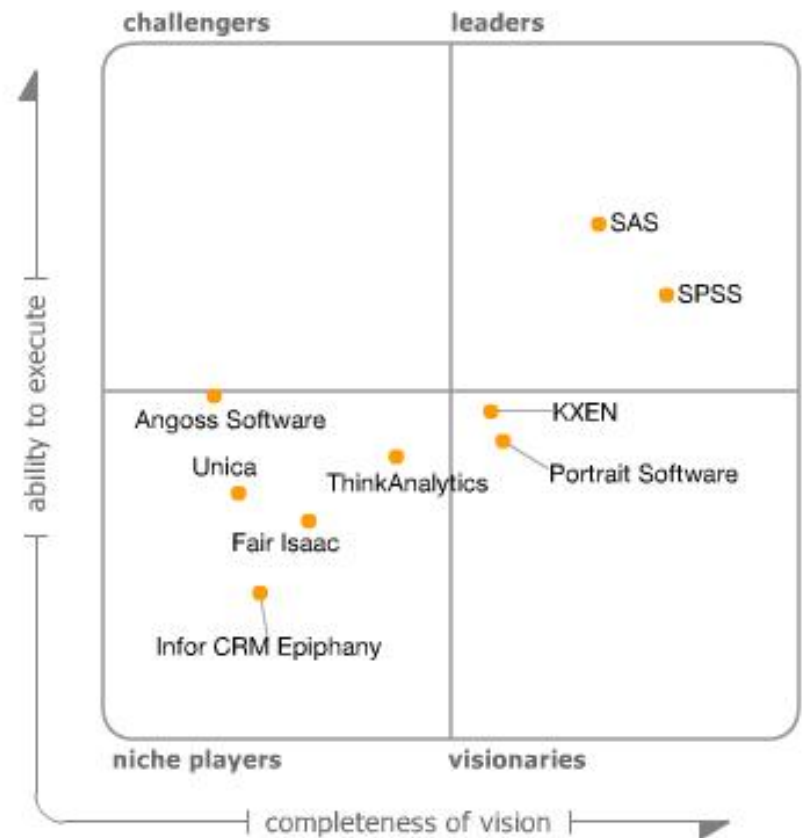 challengers
leaders
SAS
SPSS
ability to execute
Angoss Software
KXEN
Unica
ThinkAnalytics
Portrait Software
Fair Isaac
Infor CRM Epiphany
niche players
visionaries
completeness of vision